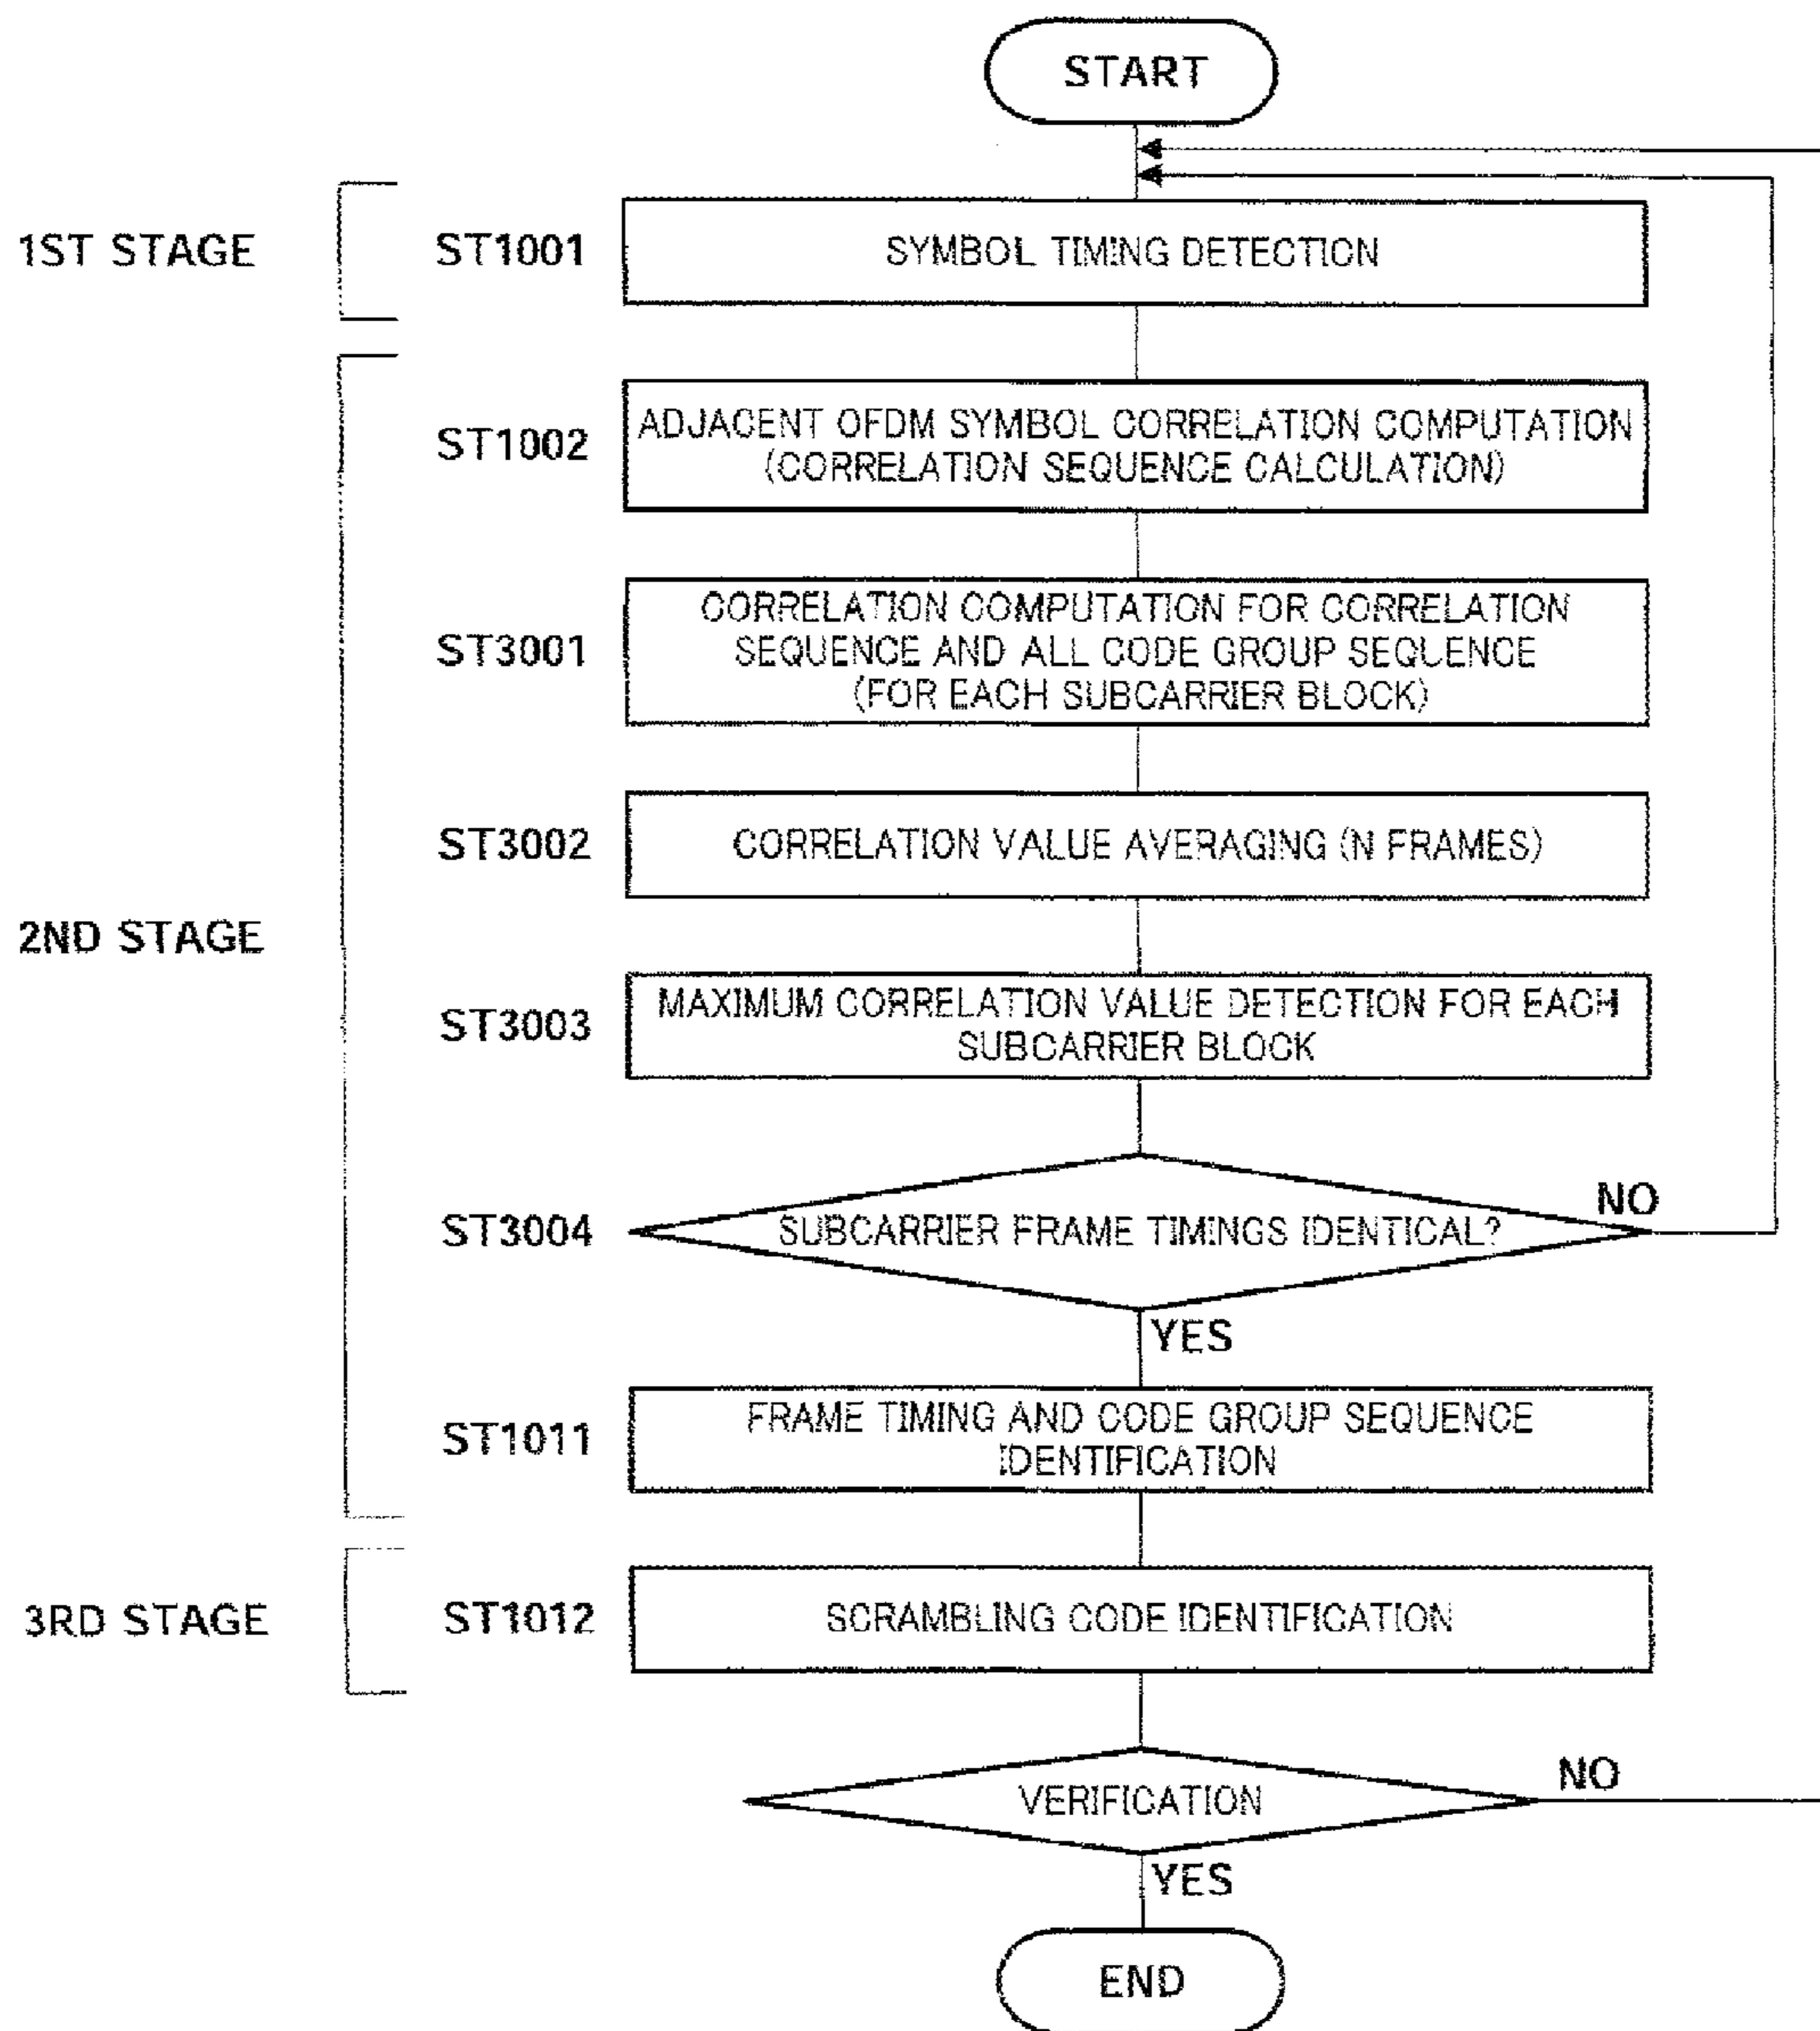 START
1ST STAGE
ST1001
SYMBOL TIMING DETECTION
ST1002
ADJACENT OFDM SYMBOL CORRELATION COMPUTATION
(CORRELATION SEQUENCE CALCULATION)
ST3001
CORRELATION COMPUTATION FOR CORRELATION
SEQUENCE AND ALL CODE GROUP SEQUENCE
(FOR EACH SUBCARRIER BLOCK)
ST3002
CORRELATION VALUE AVERAGING (N FRAMES)
2ND STAGE
ST3003
MAXIMUM CORRELATION VALUE DETECTION FOR EACH
SUBCARRIER BLOCK
ST3004
SUBCARRIER FRAME TIMINGS IDENTICAL?
NO
YES
ST1011
FRAME TIMING AND CODE GROUP SEQUENCE
IDENTIFICATION
3RD STAGE
ST1012
SCRAMBLING CODE IDENTIFICATION
VERIFICATION
NO
YES
END